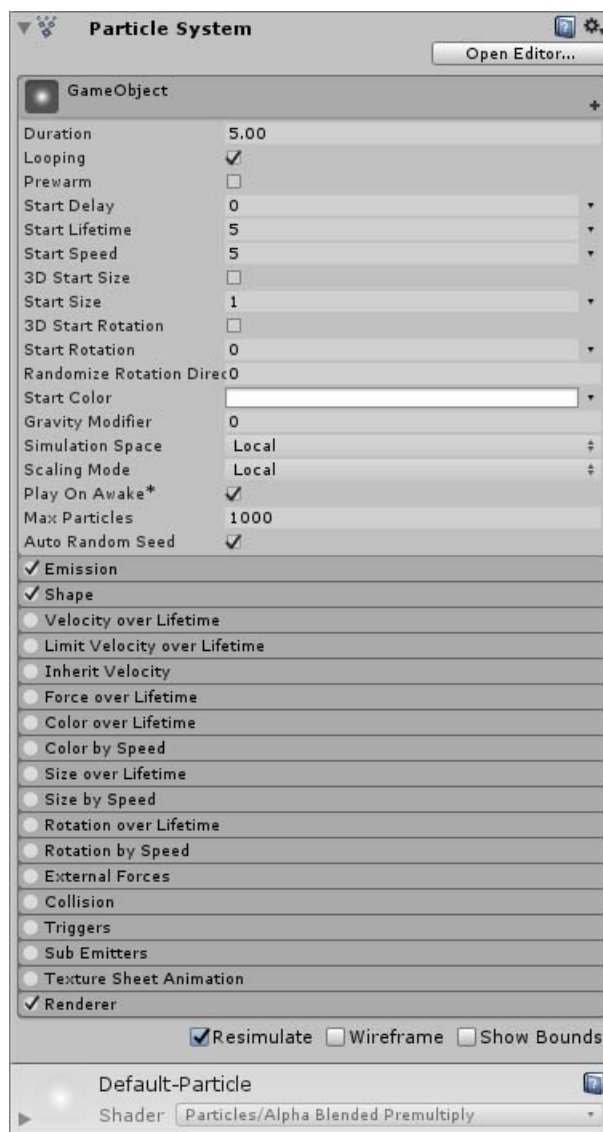 Particle System
Open Editor...
GameObject
Duration 5.00
Looping
Prewarm
Start Delay 0
Start Lifetime 5
Start Speed 5
3D Start Size
Start Size 1
3D Start Rotation
Start Rotation 0
Randomize Rotation Direc 0
Start Color
Gravity Modifier 0
Simulation Space Local
Scaling Mode Local
Play On Awake*
Max Particles 1000
Auto Random Seed
Emission
Shape
Velocity over Lifetime
Limit Velocity over Lifetime
Inherit Velocity
Force over Lifetime
Color over Lifetime
Color by Speed
Size over Lifetime
Size by Speed
Rotation over Lifetime
Rotation by Speed
External Forces
Collision
Triggers
Sub Emitters
Texture Sheet Animation
Renderer
Resimulate Wireframe Show Bounds
Default-Particle
Shader Particles/Alpha Blended Premultiply